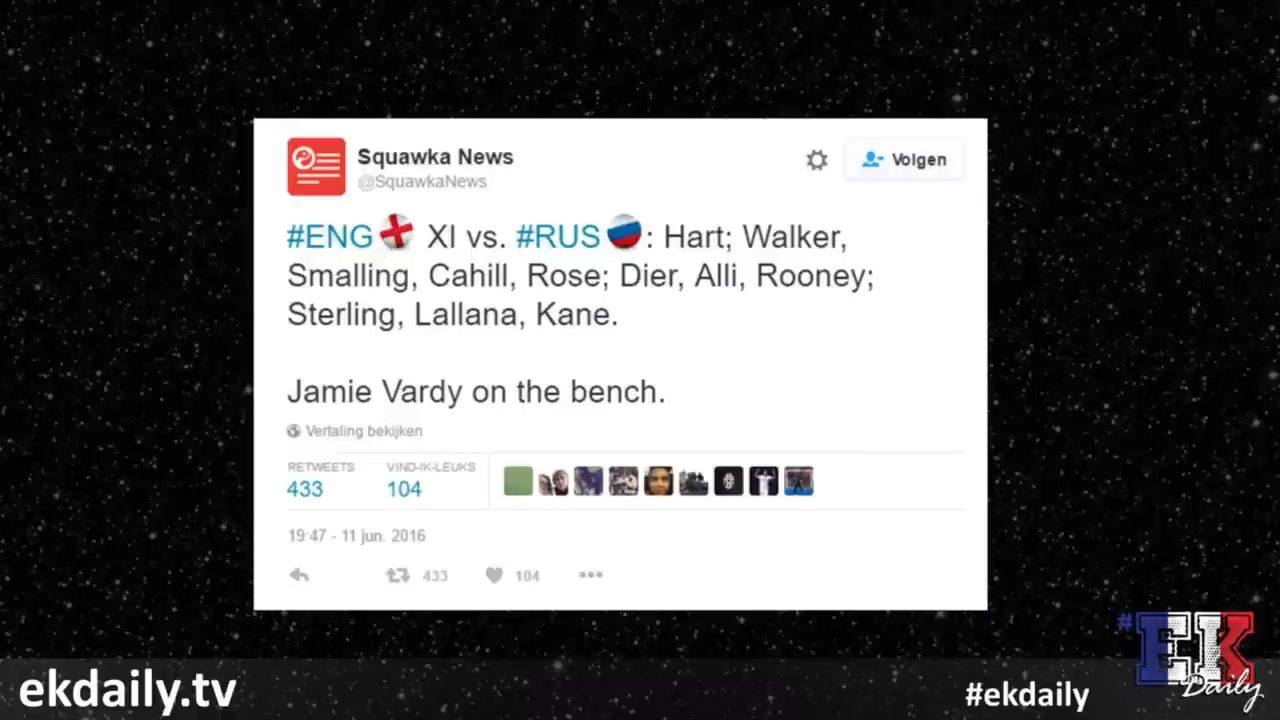 Squawka News
@SquawkaNews
Volgen
#ENG XI vs. #RUS: Hart; Walker,
Smalling, Cahill, Rose; Dier, Alli, Rooney;
Sterling, Lallana, Kane.
Jamie Vardy on the bench.
Vertaling bekijken
RETWEETS VIND-IK-LEUKS
433 104
19:47 - 11 jun. 2016
433 104
#EK
Daily
ekdaily.tv
#ekdaily